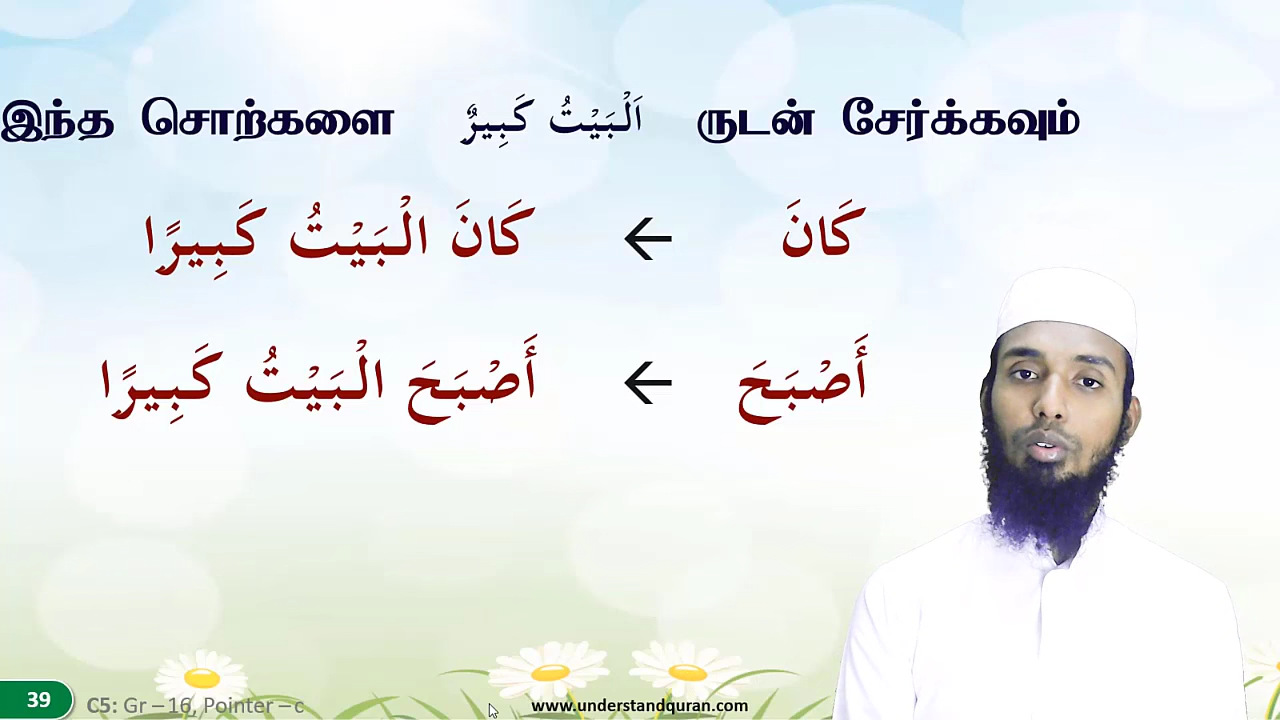 இந்த சொற்களை اَلْبَيْتُ كَبِيرٌ ருடன் சேர்க்கவும்
كَانَ ← كَانَ الْبَيْتُ كَبِيرًا
أَصْبَحَ ← أَصْبَحَ الْبَيْتُ كَبِيرًا
39 C5: Gr – 16, Pointer – c www.understandquran.com